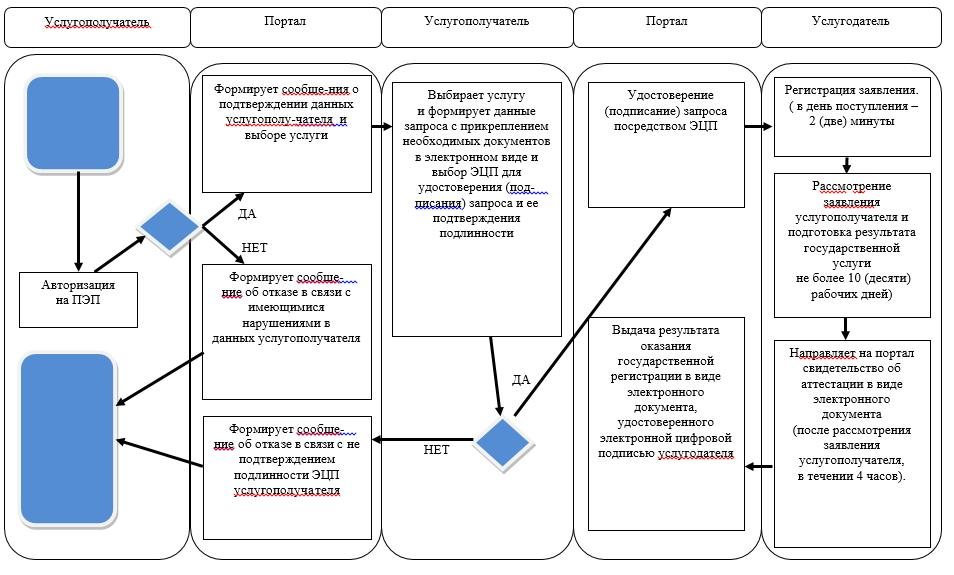 Услугополучатель
Портал
Услугополучатель
Портал
Услугодатель
Авторизация
на ПЭП
Формирует сообще-ния о
подтверждении данных
услугополу-чателя и
выборе услуги
ДА
НЕТ
Формирует сообще-
ние об отказе в связи с
имеющимися
нарушениями в
данных услугополучателя
Формирует сообще-
ние об отказе в связи с не
подтверждением
подлинности ЭЦП
услугополучателя
Выбирает услугу
и формирует данные
запроса с прикреплением
необходимых документов
в электронном виде и
выбор ЭЦП для
удостоверения (под-
писания) запроса и ее
подтверждения
подлинности
ДА
НЕТ
Удостоверение
(подписание) запроса
посредством ЭЦП
Выдача результата
оказания
государственной
регистрации в виде
электронного
документа,
удостоверенного
электронной цифровой
подписью услугодателя
Регистрация заявления.
( в день поступления –
2 (две) минуты
Рассмотрение
заявления
услугополучателя и
подготовка результата
государственной
услуги
не более 10 (десяти)
рабочих дней)
Направляет на портал
свидетельство об
аттестации в виде
электронного
документа
(после рассмотрения
заявления
услугополучателя,
в течении 4 часов).